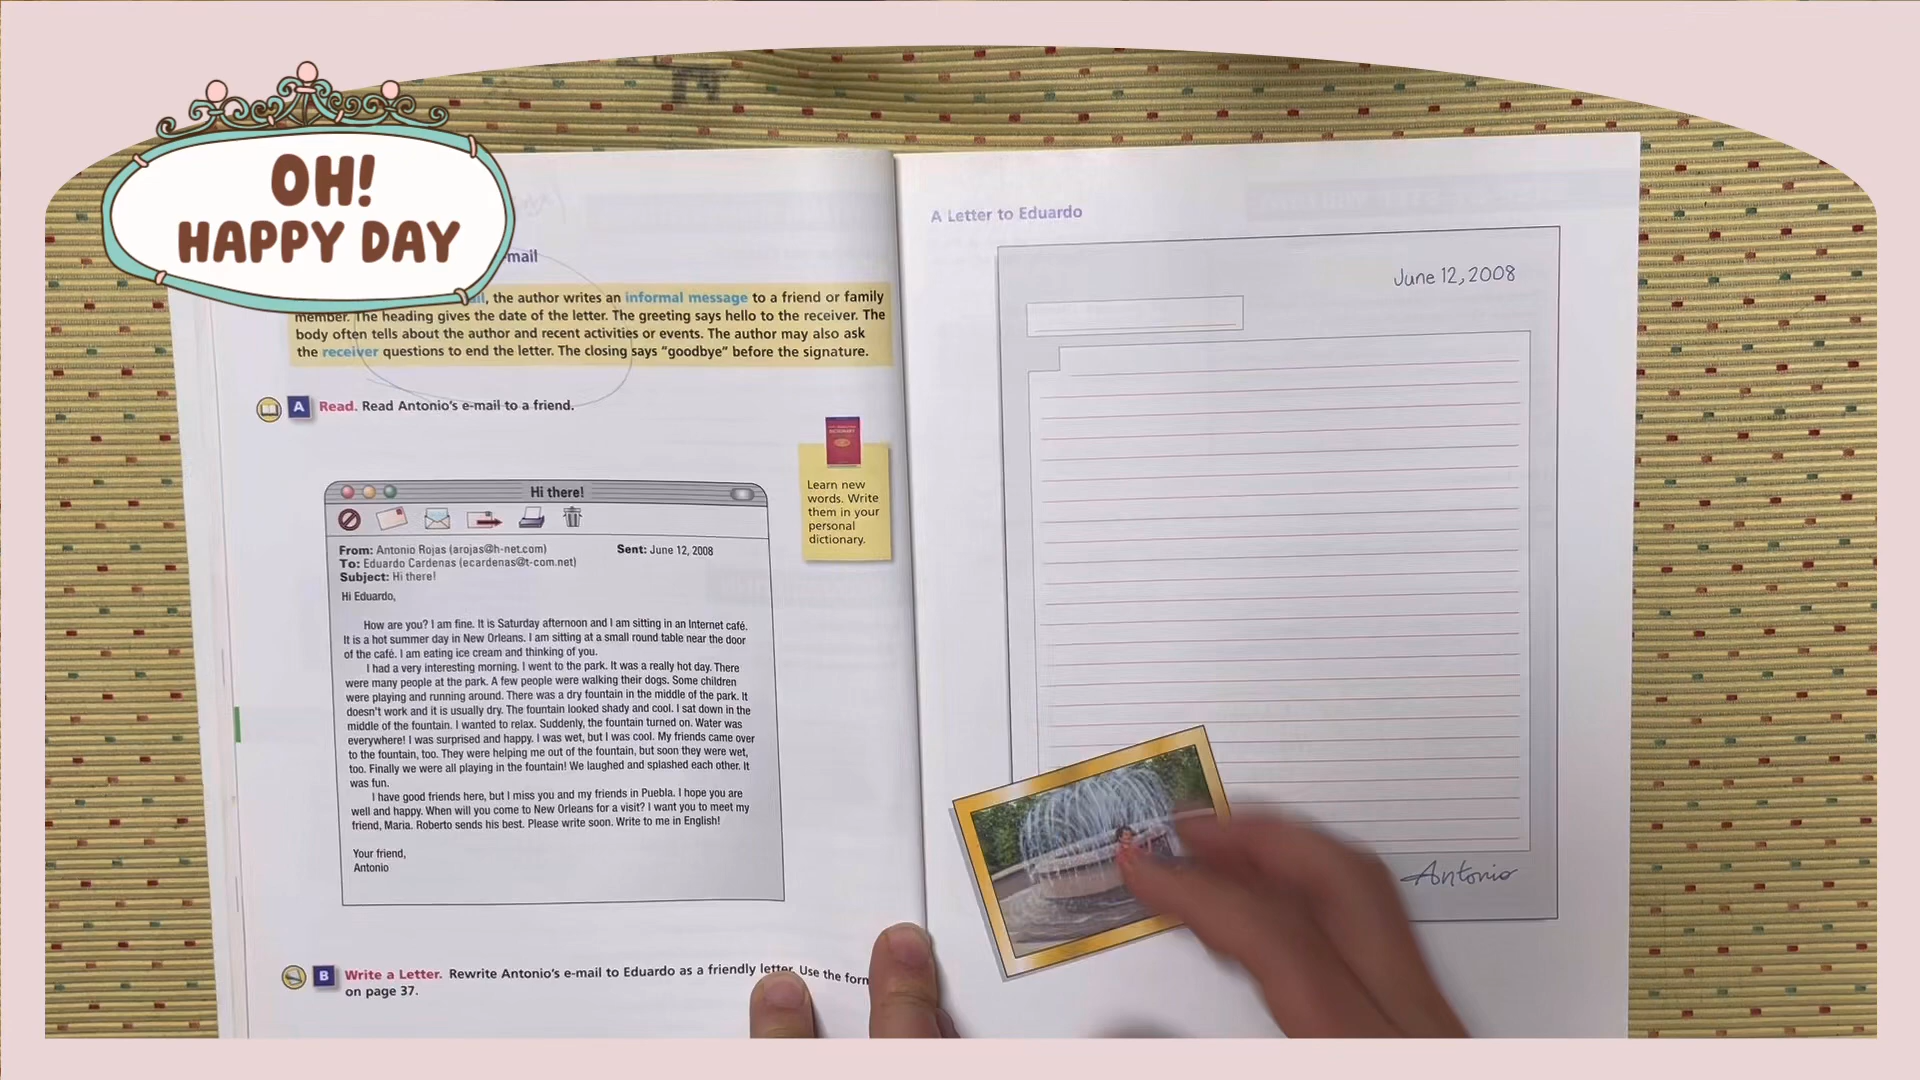 OH!
HAPPY DAY
mail
the author writes an informal message to a friend or family
member. The heading gives the date of the letter. The greeting says hello to the receiver. The
body often tells about the author and recent activities or events. The author may also ask
the receiver questions to end the letter. The closing says “goodbye” before the signature.
A Read. Read Antonio’s e-mail to a friend.
Learn new
words. Write
them in your
personal
dictionary.
Hi there!
From: Antonio Rojas (arojas@h-net.com) Sent: June 12, 2008
To: Eduardo Cardenas (ecardenas@t-com.net)
Subject: Hi there!
Hi Eduardo,
How are you? I am fine. It is Saturday afternoon and I am sitting in an Internet café.
It is a hot summer day in New Orleans. I am sitting at a small round table near the door
of the café. I am eating ice cream and thinking of you.
I had a very interesting morning. I went to the park. It was a really hot day. There
were many people at the park. A few people were walking their dogs. Some children
were playing and running around. There was a dry fountain in the middle of the park. It
doesn't work and it is usually dry. The fountain looked shady and cool. I sat down in the
middle of the fountain. I wanted to relax. Suddenly, the fountain turned on. Water was
everywhere! I was surprised and happy. I was wet, but I was cool. My friends came over
to the fountain, too. They were helping me out of the fountain, but soon they were wet,
too. Finally we were all playing in the fountain! We laughed and splashed each other. It
was fun.
I have good friends here, but I miss you and my friends in Puebla. I hope you are
well and happy. When will you come to New Orleans for a visit? I want you to meet my
friend, Maria. Roberto sends his best. Please write soon. Write to me in English!
Your friend,
Antonio
B Write a Letter. Rewrite Antonio’s e-mail to Eduardo as a friendly letter. Use the form
on page 37.
A Letter to Eduardo
June 12, 2008
Antonio